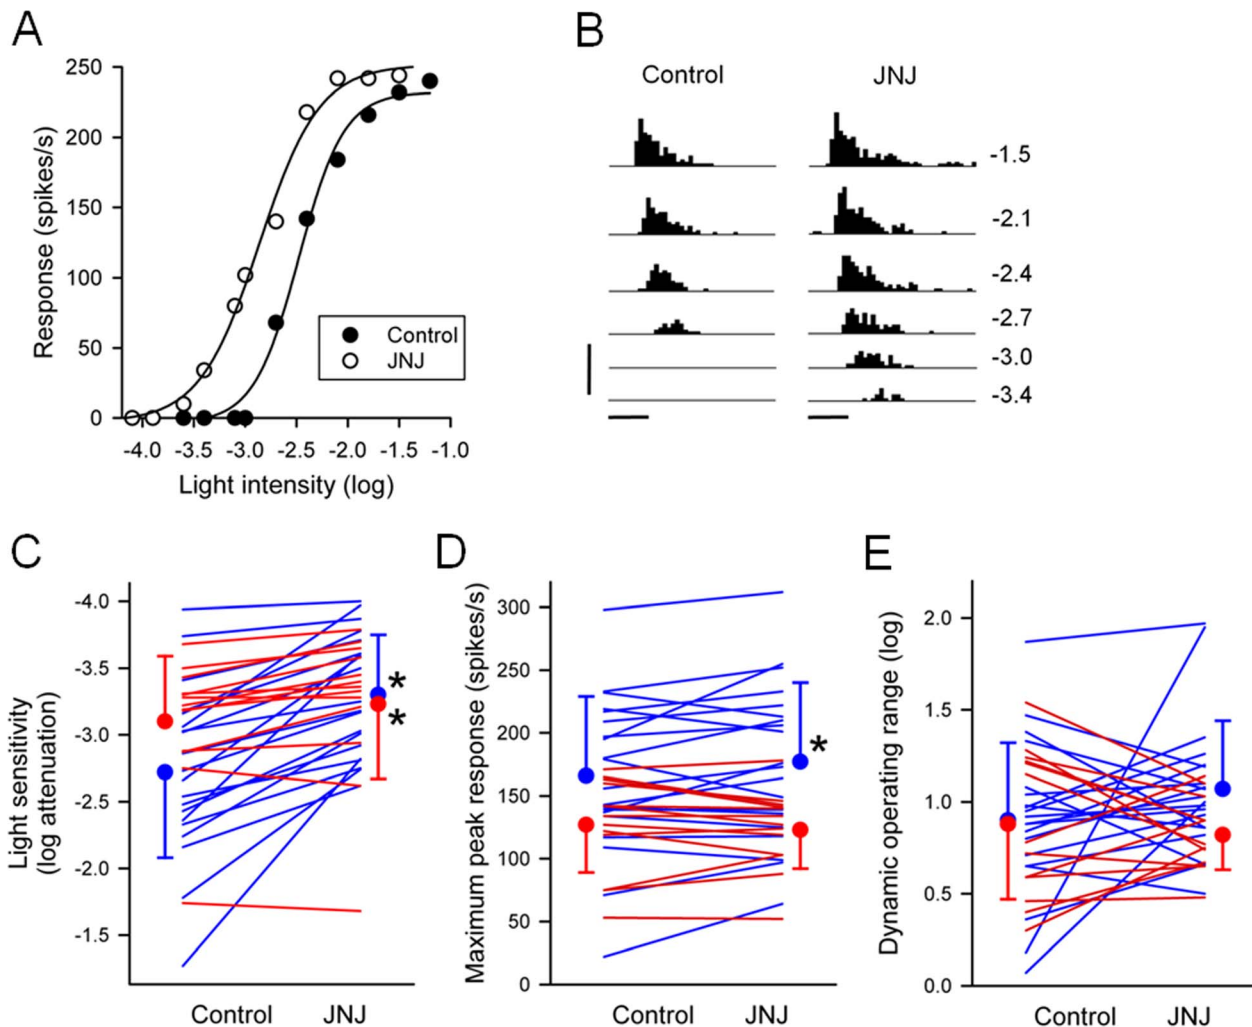 A
250
200
150
100
50
0
Response (spikes/s)
-4.0 -3.5 -3.0 -2.5 -2.0 -1.5 -1.0
Light intensity (log)
Control
JNJ
B
Control JNJ
-1.5
-2.1
-2.4
-2.7
-3.0
-3.4
C
-4.0
-3.5
-3.0
-2.5
-2.0
-1.5
Light sensitivity
(log attenuation)
*
*
Control JNJ
D
300
250
200
150
100
50
0
Maximum peak response (spikes/s)
*
Control JNJ
E
2.0
1.5
1.0
0.5
0.0
Dynamic operating range (log)
Control JNJ